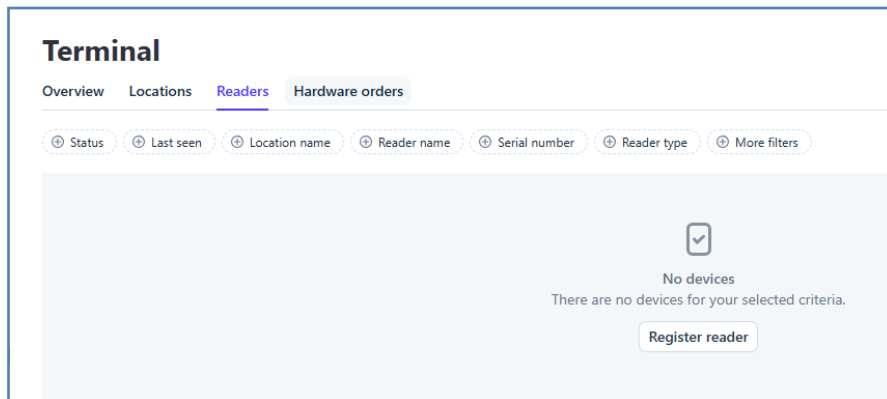 Terminal
Overview Locations Readers Hardware orders
Status Last seen Location name Reader name Serial number Reader type More filters
No devices
There are no devices for your selected criteria.
Register reader